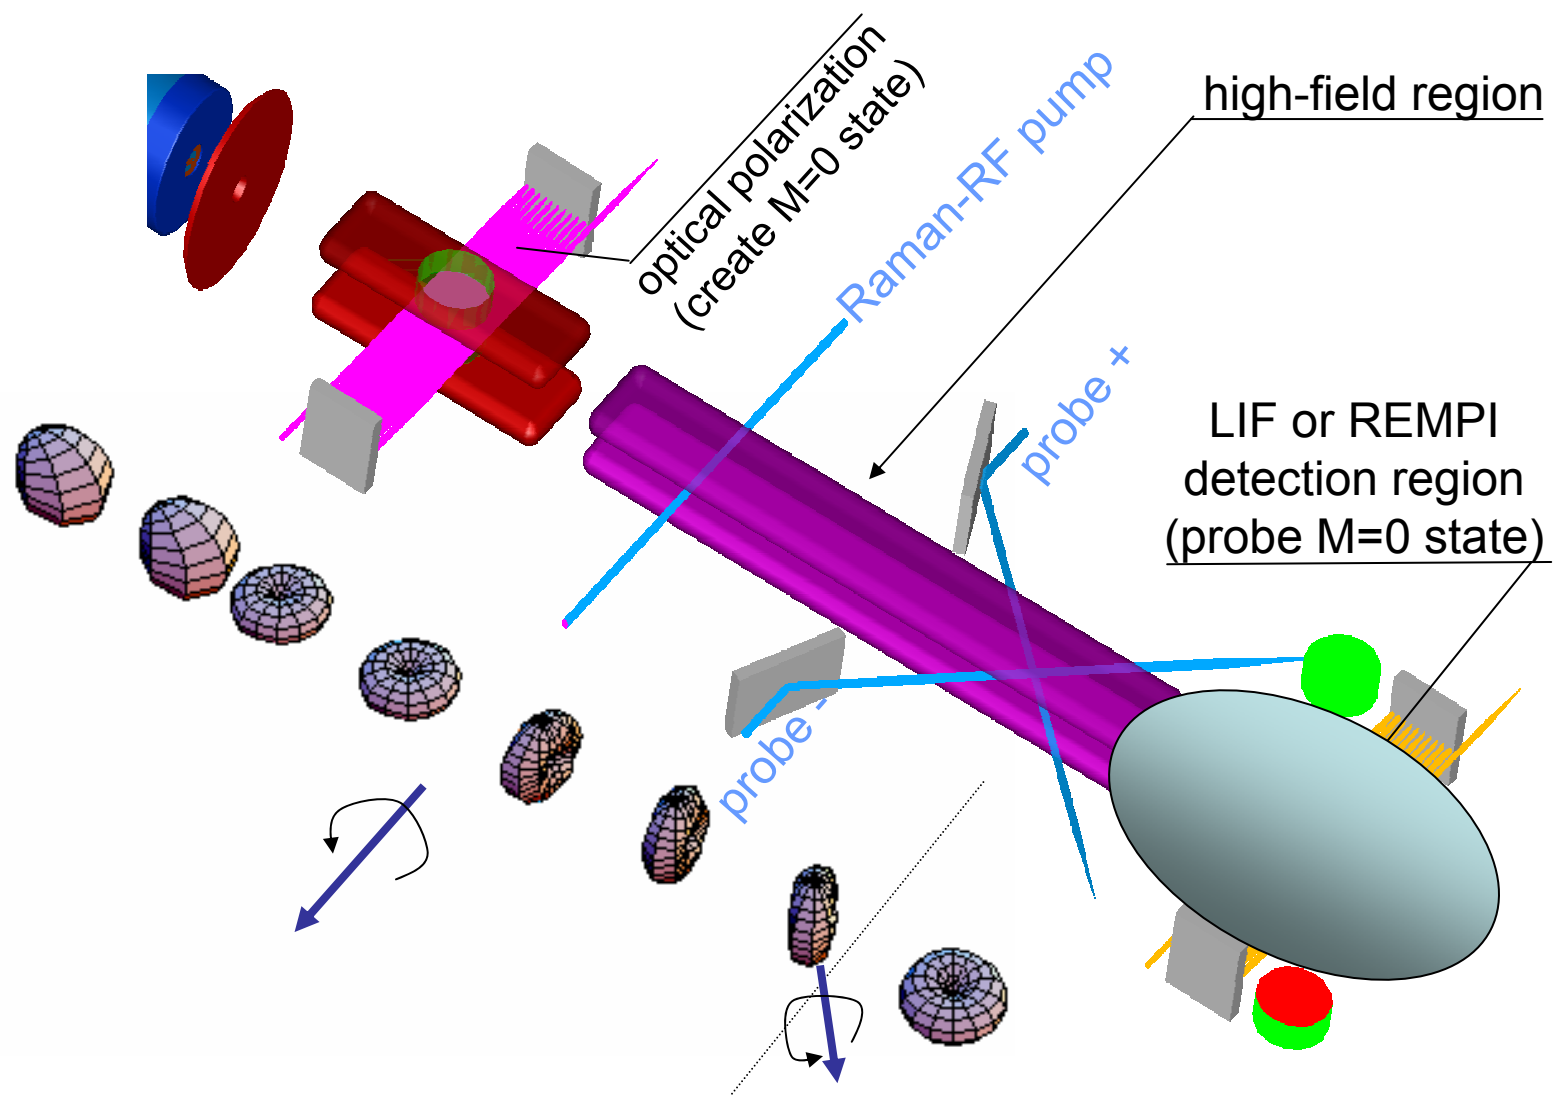 optical polarization
(create M=0 state)
Raman-RF pump
high-field region
probe +
LIF or REMPI
detection region
(probe M=0 state)
probe -